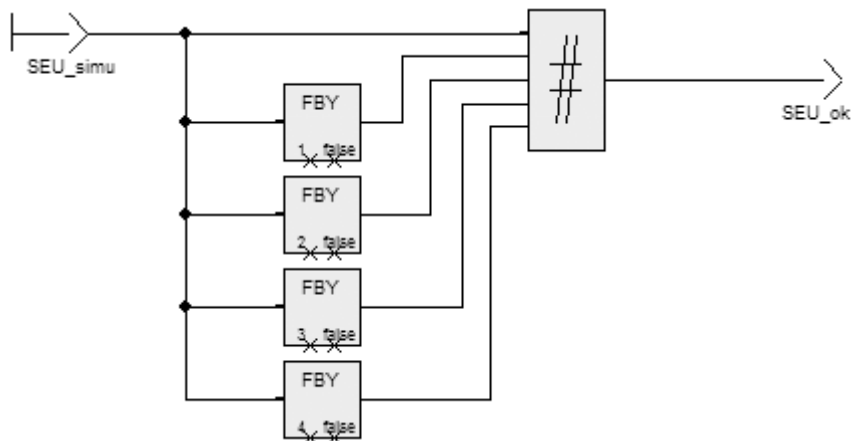 SEU_simu
FBY
1 false
FBY
2 false
FBY
3 false
FBY
4 false
#
SEU_ok